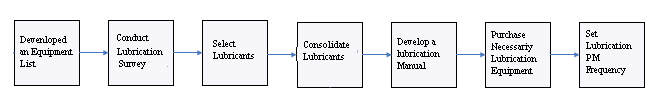 Devenloped
an Equipment
List
Conduct
Lubrication
Survey
Select
Lubricants
Consolidate
Lubricants
Develop a
lubrication
Manual
Purchase
Necessariy
Lubrication
Equipment
Set
Lubrication
PM
Frequency